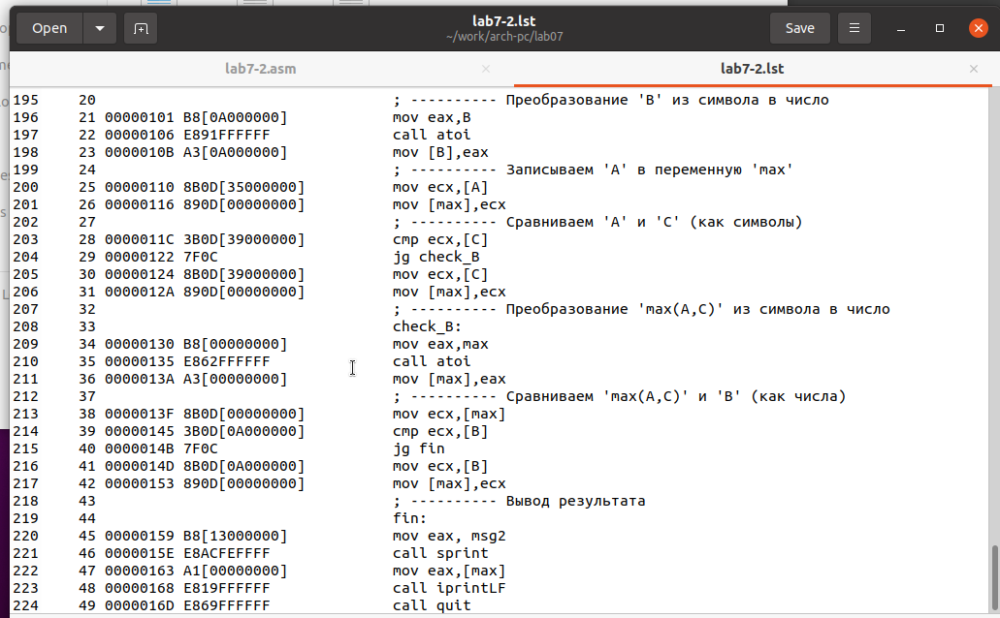 Open
lab7-2.lst
~/work/arch-pc/lab07
Save
lab7-2.asm
lab7-2.lst
195 20 ; ---------- Преобразование 'B' из символа в число
196 21 00000101 B8[0A000000] mov eax,B
197 22 00000106 E891FFFFFF call atoi
198 23 0000010B A3[0A000000] mov [B],eax
199 24 ; ---------- Записываем 'A' в переменную 'max'
200 25 00000110 8B0D[35000000] mov ecx,[A]
201 26 00000116 890D[00000000] mov [max],ecx
202 27 ; ---------- Сравниваем 'A' и 'С' (как символы)
203 28 0000011C 3B0D[39000000] cmp ecx,[C]
204 29 00000122 7F0C jg check_B
205 30 00000124 8B0D[39000000] mov ecx,[C]
206 31 0000012A 890D[00000000] mov [max],ecx
207 32 ; ---------- Преобразование 'max(A,C)' из символа в число
208 33 check_B:
209 34 00000130 B8[00000000] mov eax,max
210 35 00000135 E862FFFFFF call atoi
211 36 0000013A A3[00000000] mov [max],eax
212 37 ; ---------- Сравниваем 'max(A,C)' и 'B' (как числа)
213 38 0000013F 8B0D[00000000] mov ecx,[max]
214 39 00000145 3B0D[0A000000] cmp ecx,[B]
215 40 0000014B 7F0C jg fin
216 41 0000014D 8B0D[0A000000] mov ecx,[B]
217 42 00000153 890D[00000000] mov [max],ecx
218 43 ; ---------- Вывод результата
219 44 fin:
220 45 00000159 B8[13000000] mov eax, msg2
221 46 0000015E E8ACFEFFFF call sprint
222 47 00000163 A1[00000000] mov eax,[max]
223 48 00000168 E819FFFFFF call iprintLF
224 49 0000016D E869FFFFFF call quit